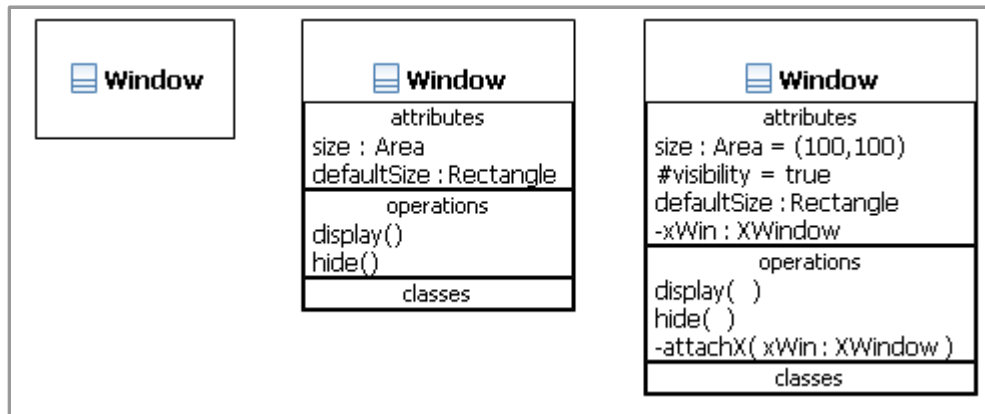 Window
Window
attributes
size : Area
defaultSize : Rectangle
operations
display()
hide()
classes
Window
attributes
size : Area = (100,100)
#visibility = true
defaultSize : Rectangle
-xWin : XWindow
operations
display( )
hide( )
-attachX( xWin : XWindow )
classes